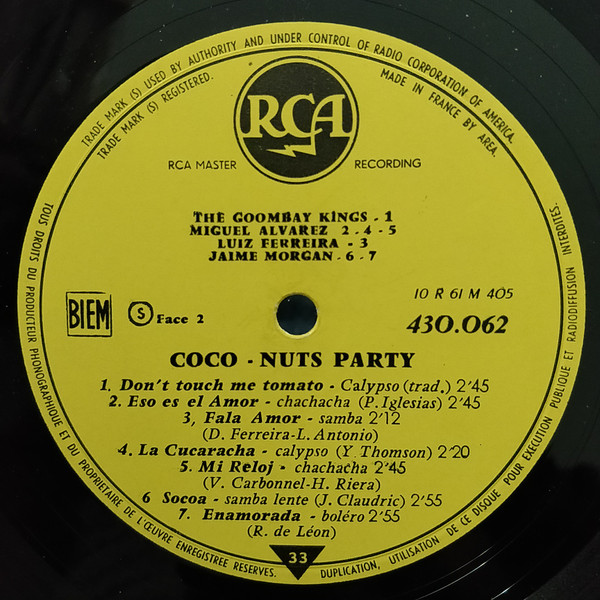 TRADE MARK (S) USED BY AUTHORITY AND UNDER CONTROL OF RADIO CORPORATION OF AMERICA.
TRADE MARK (S) REGISTERED.
MADE IN FRANCE BY AREA.
RCA
RCA MASTER RECORDING
THE GOOMBAY KINGS - 1
MIGUEL ALVAREZ 2 - 4 - 5
LUIZ FERREIRA - 3
JAIME MORGAN - 6 - 7
BIEM
S Face 2
10 R 61 M 405
430.062
COCO - NUTS PARTY
1. Don't touch me tomato - Calypso (trad.) 2'45
2. Eso es el Amor - chachacha (P. Iglesias) 2'45
3, Fala Amor - samba 2'12
(D. Ferreira-L. Antonio)
4. La Cucaracha - calypso (Y. Thomson) 2'20
5. Mi Reloj - chachacha 2'45
(V. Carbonnel-H. Riera)
6 Socoa - samba lente (J. Claudric) 2'55
7. Enamorada - boléro 2'55
(R. de Léon)
33
TOUS DROITS DU PRODUCTEUR PHONOGRAPHIQUE ET DU PROPRIETAIRE DE L'ŒUVRE ENREGISTREE RESERVES.
DUPLICATION, UTILISATION DE CE DISQUE POUR EXECUTION PUBLIQUE ET RADIODIFFUSION INTERDITES.